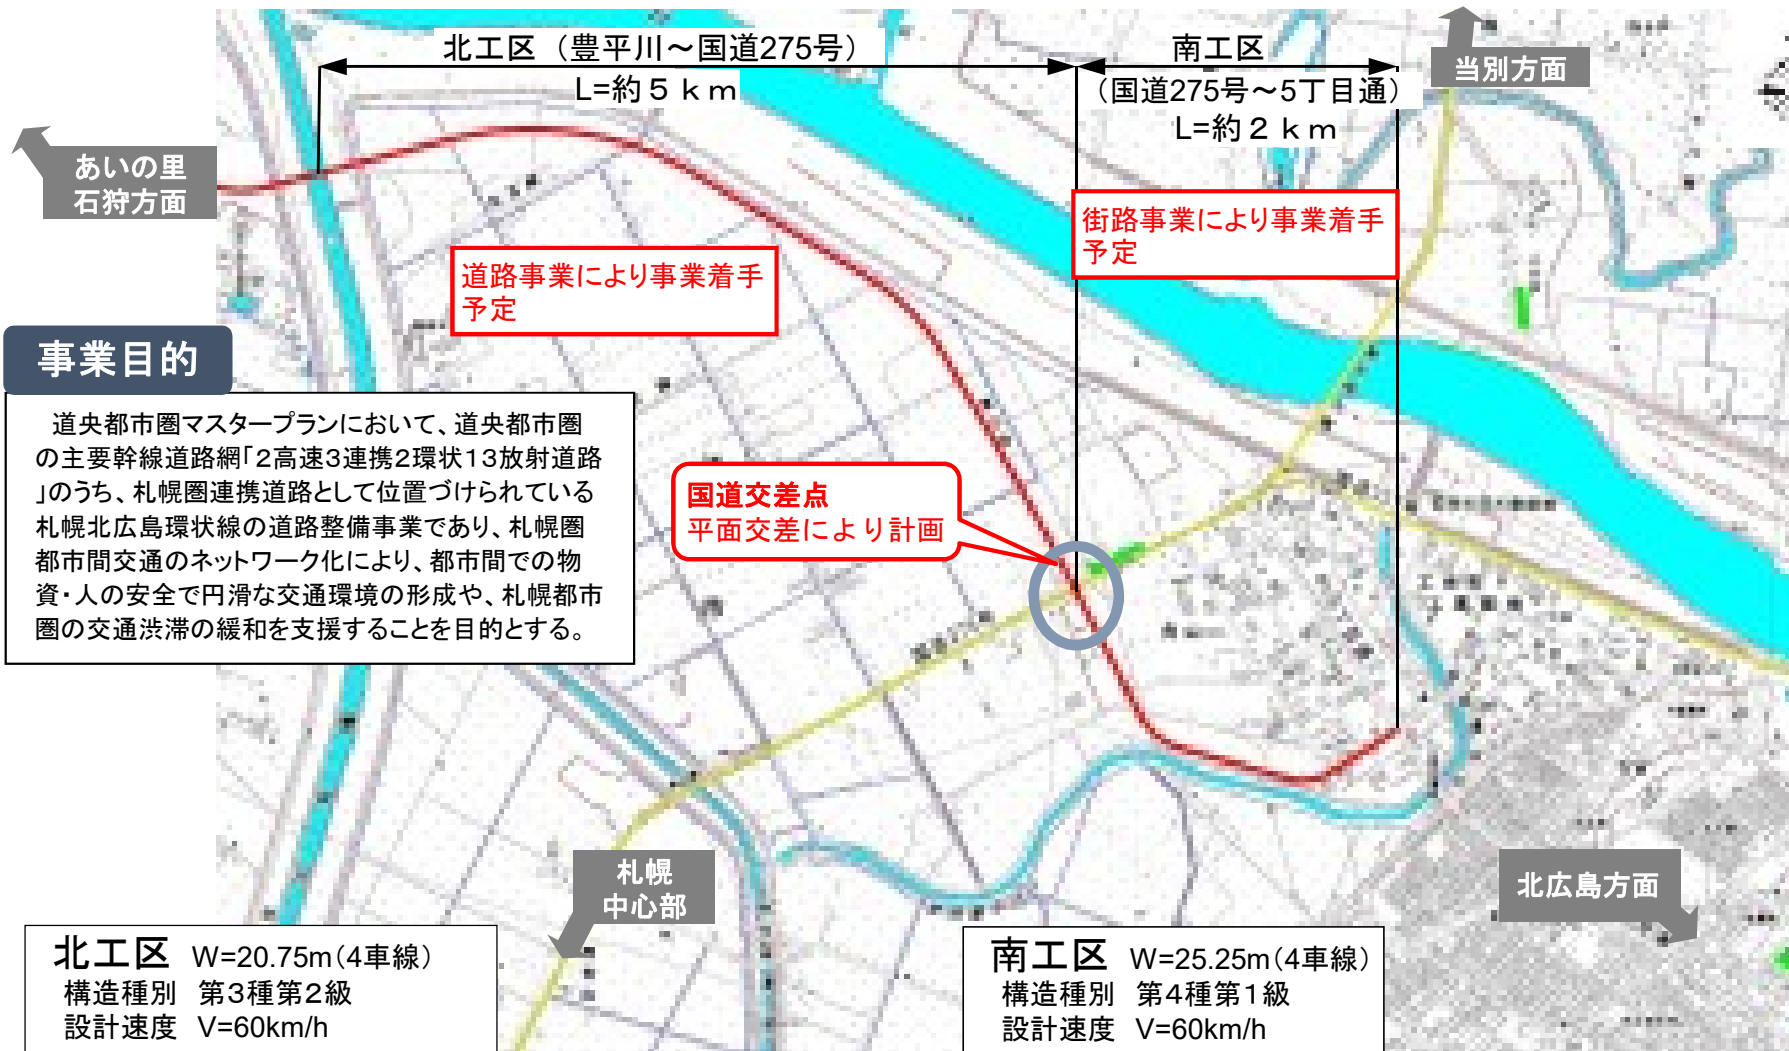 北工区（豊平川～国道275号）
L=約５ｋｍ
南工区
（国道275号～5丁目通）
L=約２ｋｍ
当別方面
あいの里
石狩方面
道路事業により事業着手
予定
街路事業により事業着手
予定
事業目的
道央都市圏マスタープランにおいて、道央都市圏
の主要幹線道路網「２高速３連携２環状１３放射道路
」のうち、札幌圏連携道路として位置づけられている
札幌北広島環状線の道路整備事業であり、札幌圏
都市間交通のネットワーク化により、都市間での物
資・人の安全で円滑な交通環境の形成や、札幌都市
圏の交通渋滞の緩和を支援することを目的とする。
国道交差点
平面交差により計画
札幌
中心部
北広島方面
北工区 W=20.75m（4車線）
構造種別 第３種第２級
設計速度 V=60km/h
南工区 W=25.25m（4車線）
構造種別 第４種第１級
設計速度 V=60km/h